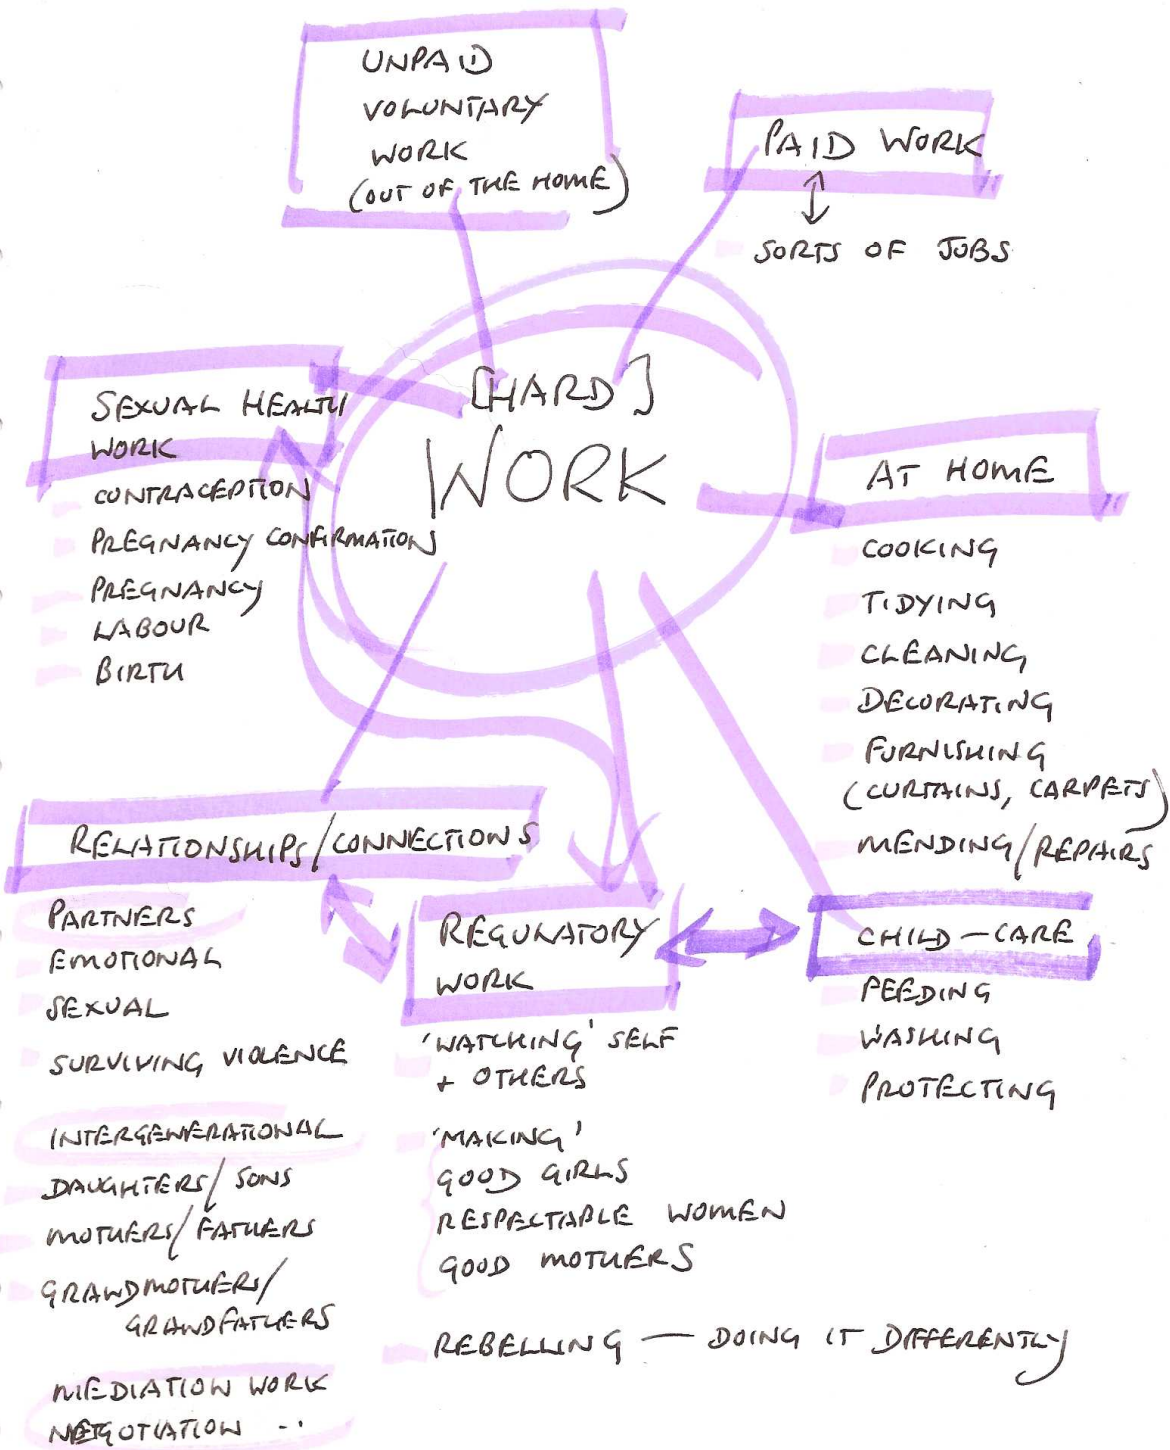 UNPAID
VOLUNTARY
WORK
(OUT OF THE HOME)
PAID WORK
SORTS OF JOBS
[HARD]
WORK
SEXUAL HEALTH
WORK
CONTRACEPTION
PREGNANCY CONFIRMATION
PREGNANCY
LABOUR
BIRTH
AT HOME
COOKING
TIDYING
CLEANING
DECORATING
FURNISHING
(CURTAINS, CARPETS)
MENDING/REPAIRS
RELATIONSHIPS/CONNECTIONS
PARTNERS
EMOTIONAL
SEXUAL
SURVIVING VIOLENCE
INTERGENERATIONAL
DAUGHTERS/SONS
MOTHERS/FATHERS
GRANDMOTHERS/
GRANDFATHERS
MEDIATION WORK
NEGOTIATION ..
REGULATORY
WORK
'WATCHING' SELF
+ OTHERS
'MAKING'
GOOD GIRLS
RESPECTABLE WOMEN
GOOD MOTHERS
REBELLING — DOING IT DIFFERENTLY
CHILD-CARE
FEEDING
WASHING
PROTECTING